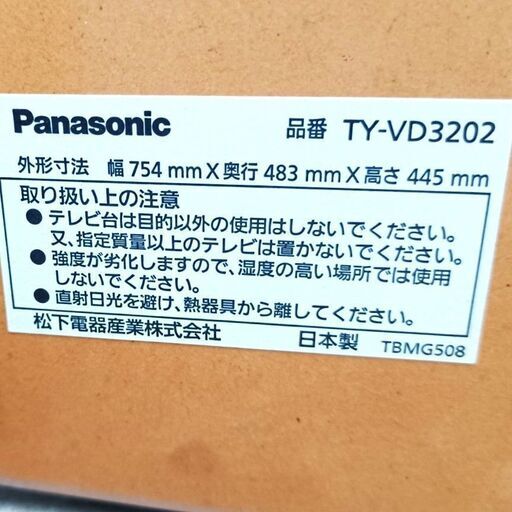 Panasonic 品番 TY-VD3202
外形寸法 幅 754 mm X 奥行 483 mm X 高さ 445 mm
取り扱い上の注意
● テレビ台は目的以外の使用はしないでください。
又、指定質量以上のテレビは置かないでください。
● 強度が劣化しますので、湿度の高い場所では使用
しないでください。
● 直射日光を避け、熱器具から離してください。
松下電器産業株式会社 日本製 TBMG508